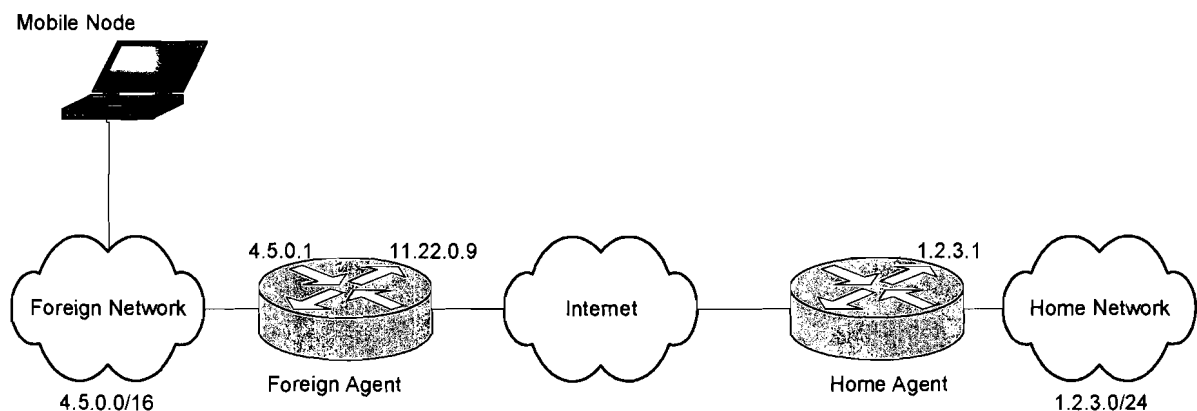 Mobile Node
4.5.0.1
11.22.0.9
1.2.3.1
Foreign Network
Internet
Home Network
Foreign Agent
Home Agent
4.5.0.0/16
1.2.3.0/24